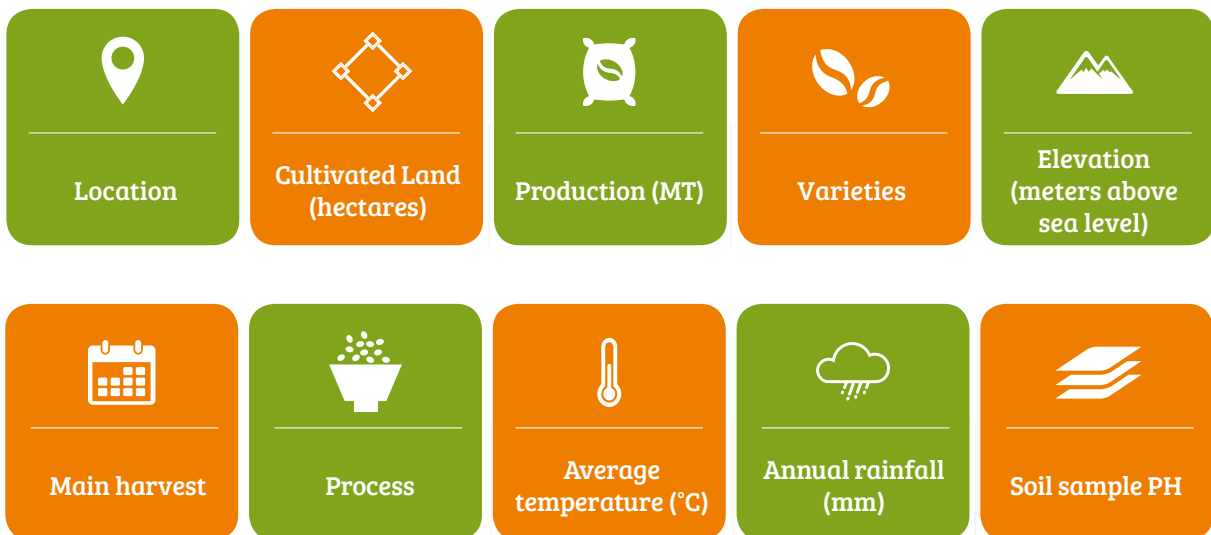 Location
Cultivated Land
(hectares)
Production (MT)
Varieties
Elevation
(meters above
sea level)
Main harvest
Process
Average
temperature (°C)
Annual rainfall
(mm)
Soil sample PH